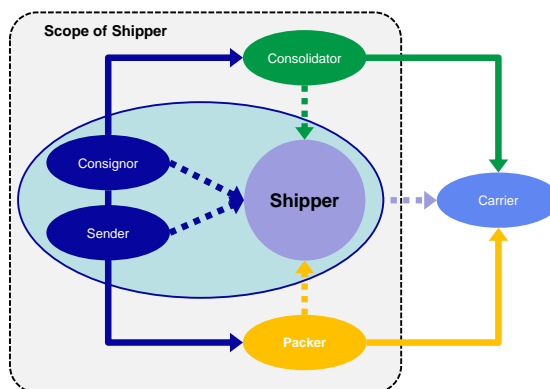 Scope of Shipper
Consolidator
Consignor
Shipper
Carrier
Sender
Packer